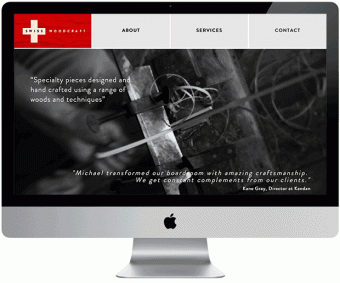 SWISS WOODCRAFT
ABOUT
SERVICES
CONTACT
"Specialty pieces designed and
hand crafted using a range of
woods and techniques"
"Michael transformed our boardroom with amazing craftsmanship.
We get constant complements from our clients."
Kane Grey, Director at Kenden